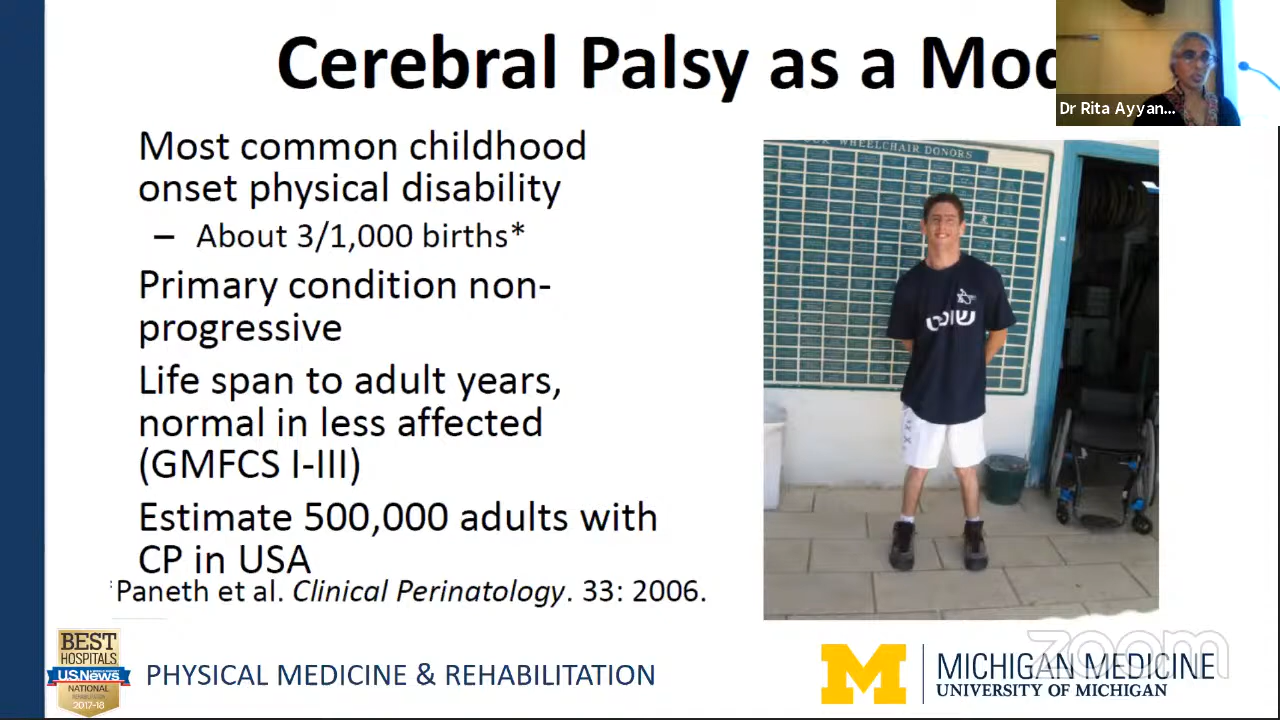 Cerebral Palsy as a Mod
Dr Rita Ayyan...
Most common childhood
onset physical disability
– About 3/1,000 births*
Primary condition non-
progressive
Life span to adult years,
normal in less affected
(GMFCS I-III)
Estimate 500,000 adults with
CP in USA
*Paneth et al. Clinical Perinatology. 33: 2006.
WHEELCHAIR DONORS
BEST
HOSPITALS
U.S.News
NATIONAL
REHABILITATION
2017-18
PHYSICAL MEDICINE & REHABILITATION
M
MICHIGAN MEDICINE
UNIVERSITY OF MICHIGAN
zoom